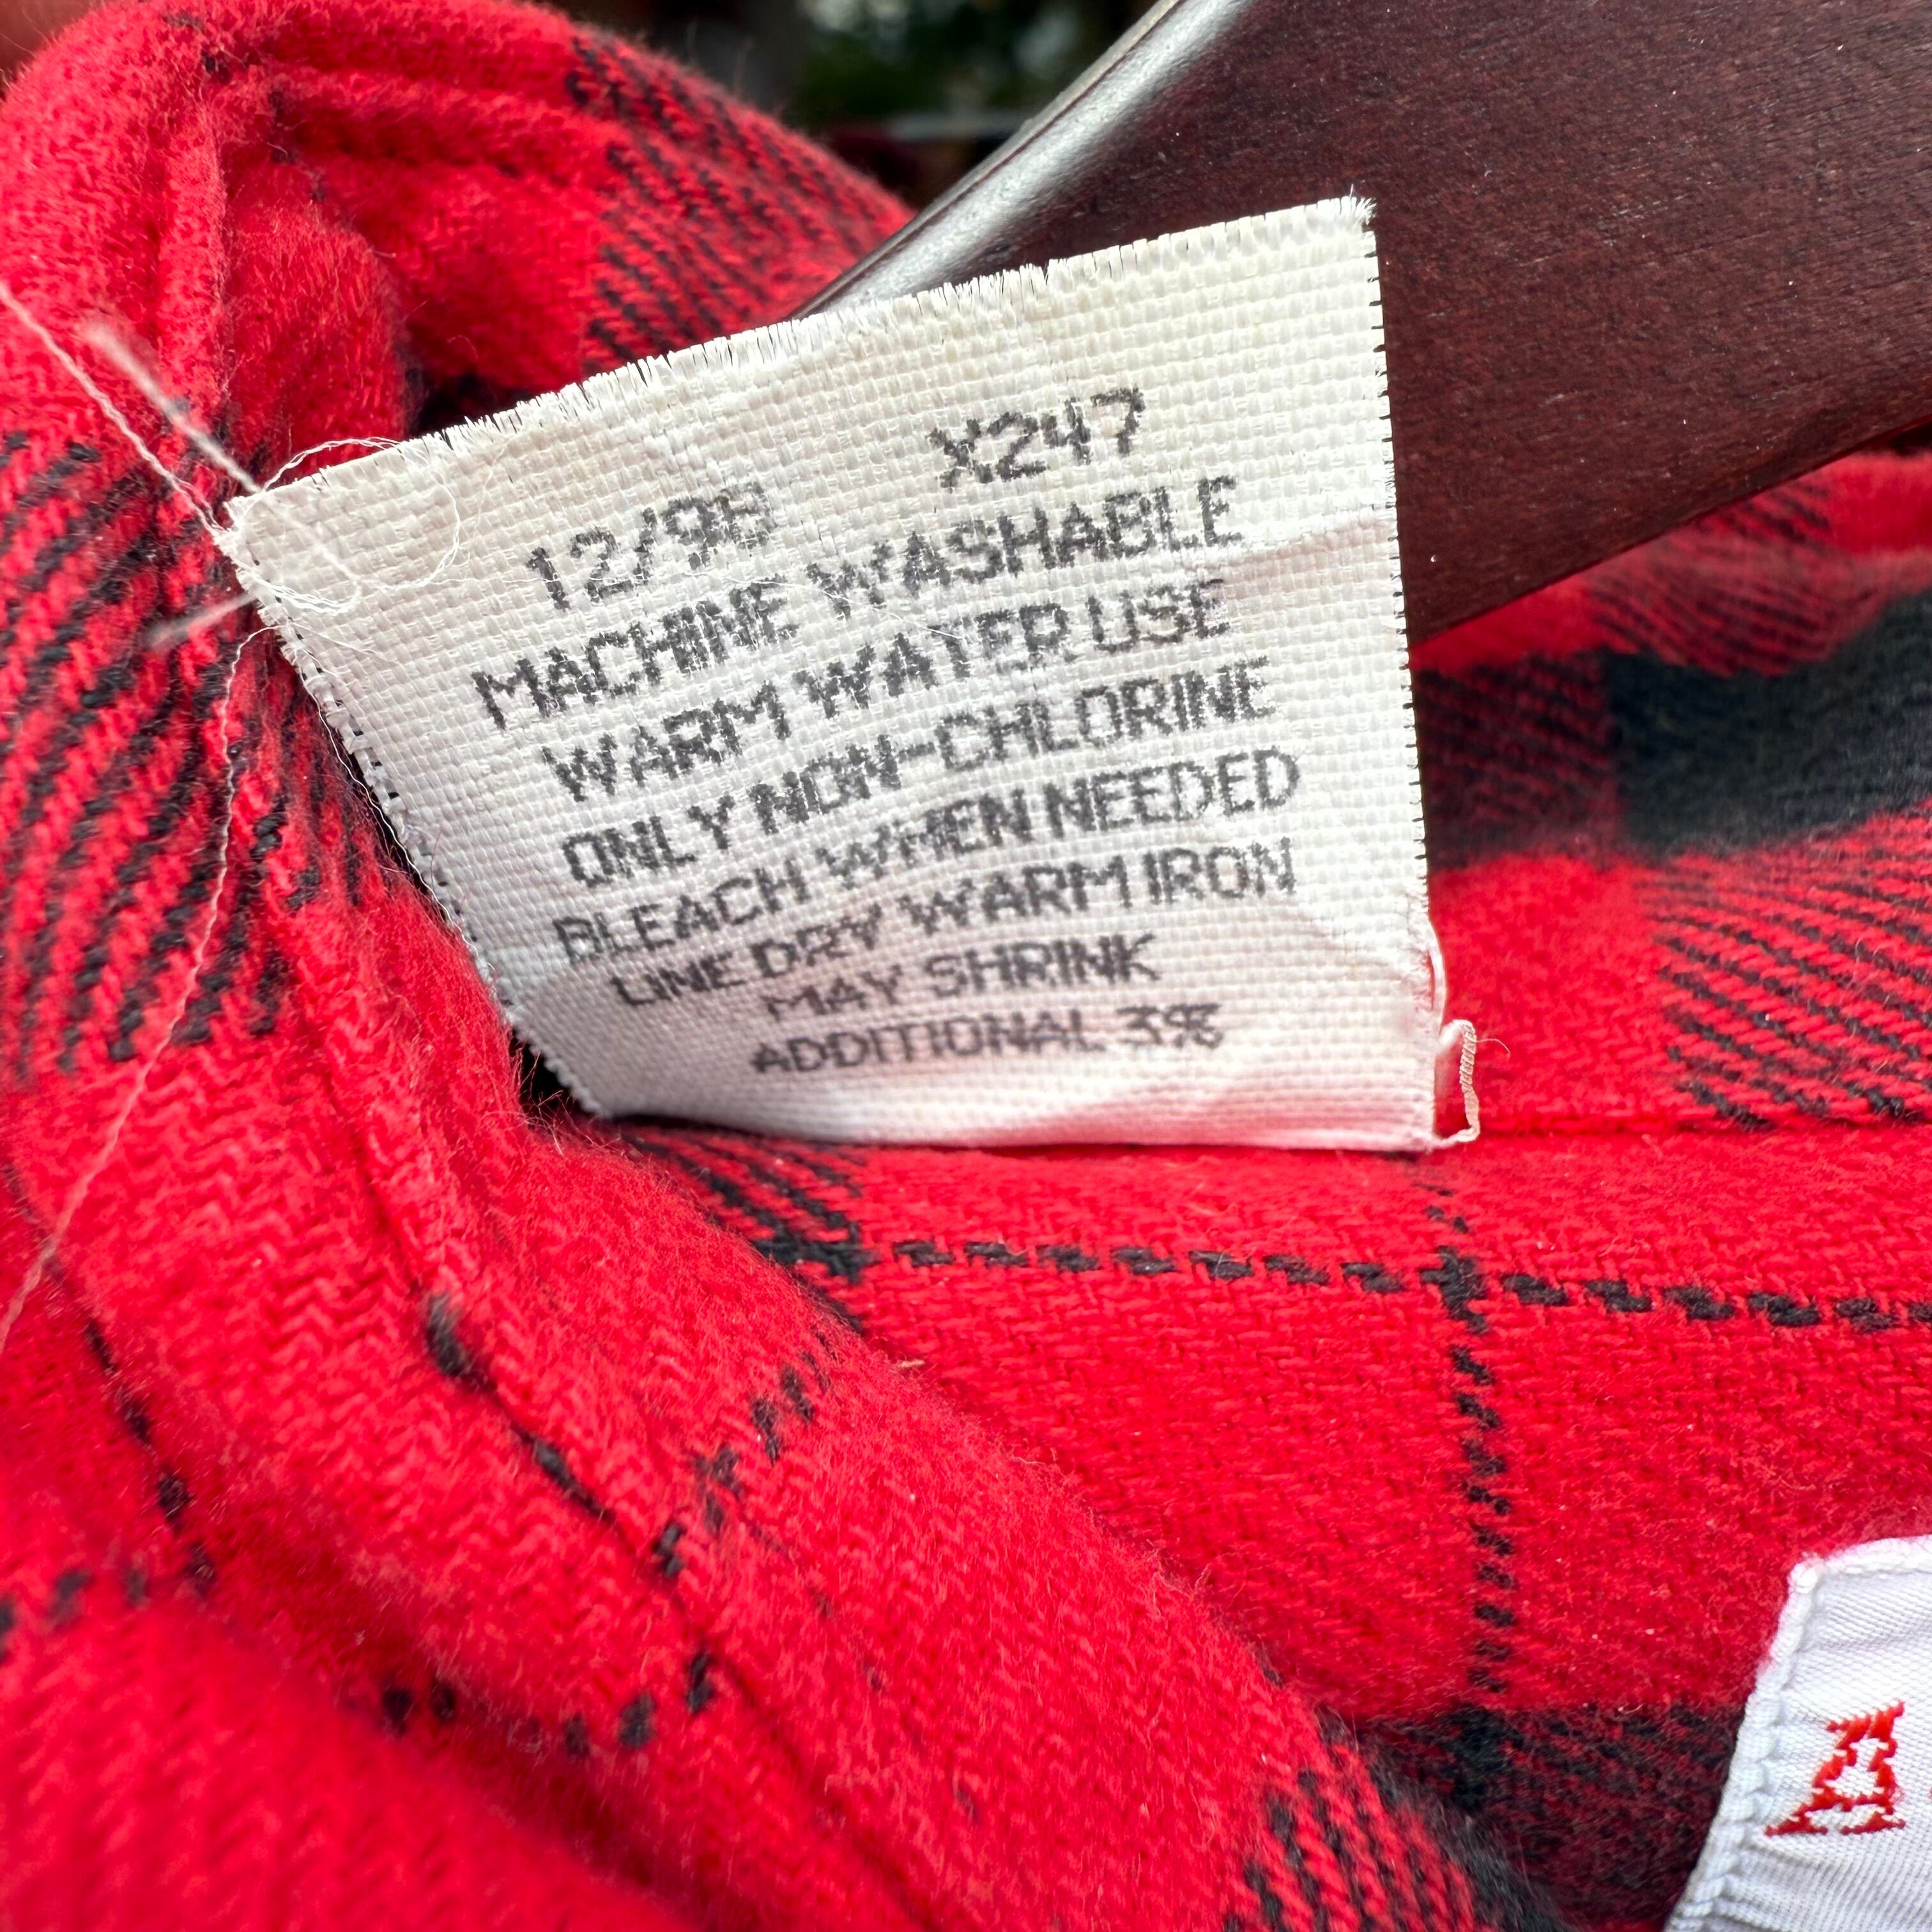 X247
12/96
MACHINE WASHABLE
WARM WATER USE
ONLY NON-CHLORINE
BLEACH WHEN NEEDED
LINE DRY WARM IRON
MAY SHRINK
ADDITIONAL 3%
A